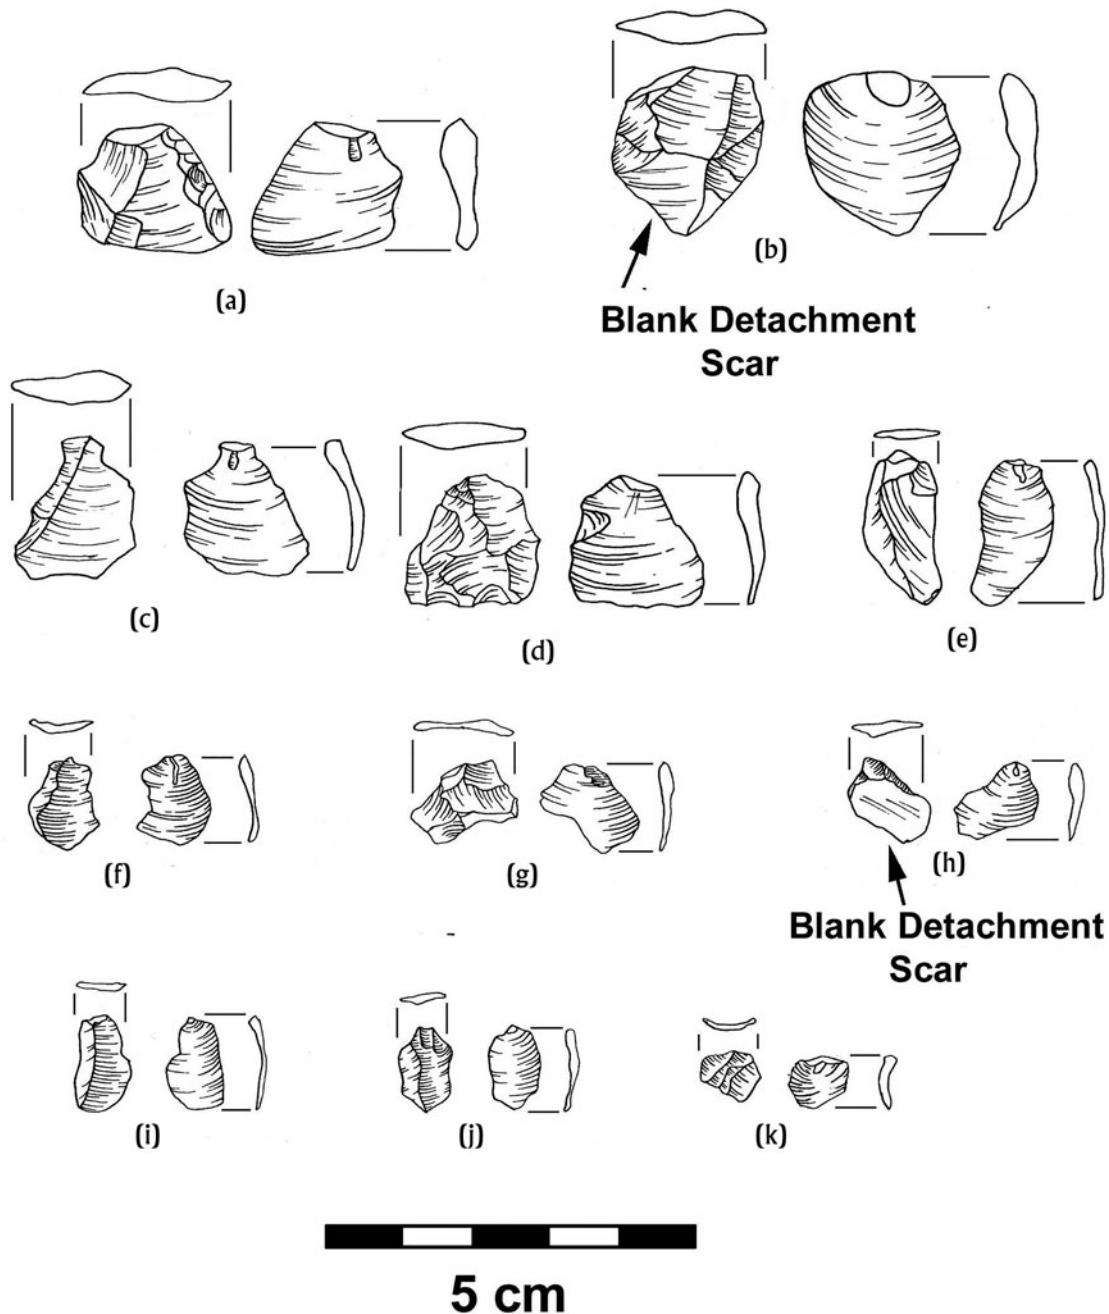 (a)
(b)
Blank Detachment
Scar
(c)
(d)
(e)
(f)
(g)
(h)
Blank Detachment
Scar
(i)
(j)
(k)
5 cm